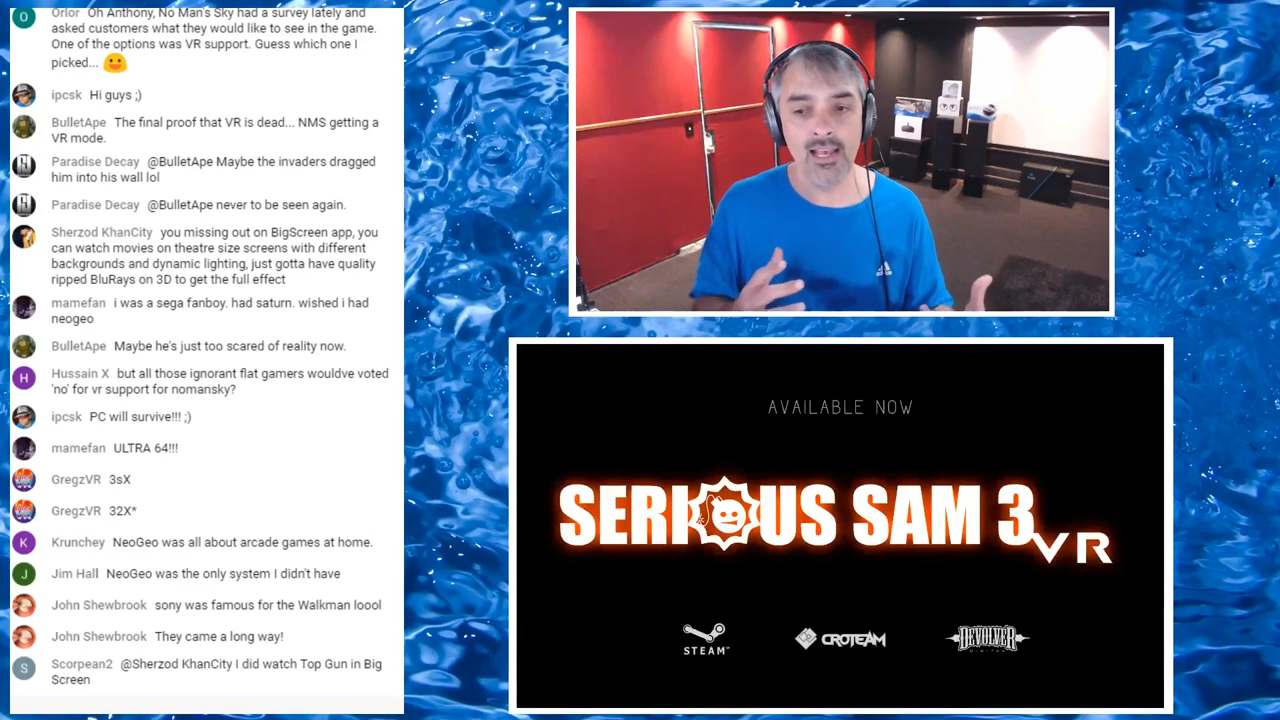 Orlor Oh Anthony, No Man's Sky had a survey lately and
asked customers what they would like to see in the game.
One of the options was VR support. Guess which one I
picked...
ipcsk Hi guys ;)
BulletApe The final proof that VR is dead... NMS getting a
VR mode.
Paradise Decay @BulletApe Maybe the invaders dragged
him into his wall lol
Paradise Decay @BulletApe never to be seen again.
Sherzod KhanCity you missing out on BigScreen app, you
can watch movies on theatre size screens with different
backgrounds and dynamic lighting, just gotta have quality
ripped BluRays on 3D to get the full effect
mamefan i was a sega fanboy. had saturn. wished i had
neogeo
BulletApe Maybe he's just too scared of reality now.
H Hussain X but all those ignorant flat gamers wouldve voted
'no' for vr support for nomansky?
ipcsk PC will survive!!! ;)
mamefan ULTRA 64!!!
GregzVR 3sX
GregzVR 32X*
K Krunchey NeoGeo was all about arcade games at home.
J Jim Hall NeoGeo was the only system I didn't have
John Shewbrook sony was famous for the Walkman loool
John Shewbrook They came a long way!
S Scorpean2 @Sherzod KhanCity I did watch Top Gun in Big
Screen
adidas
AVAILABLE NOW
SERIOUS SAM 3
VR
STEAM
CROTEAM
DEVOLVER
DIGITAL